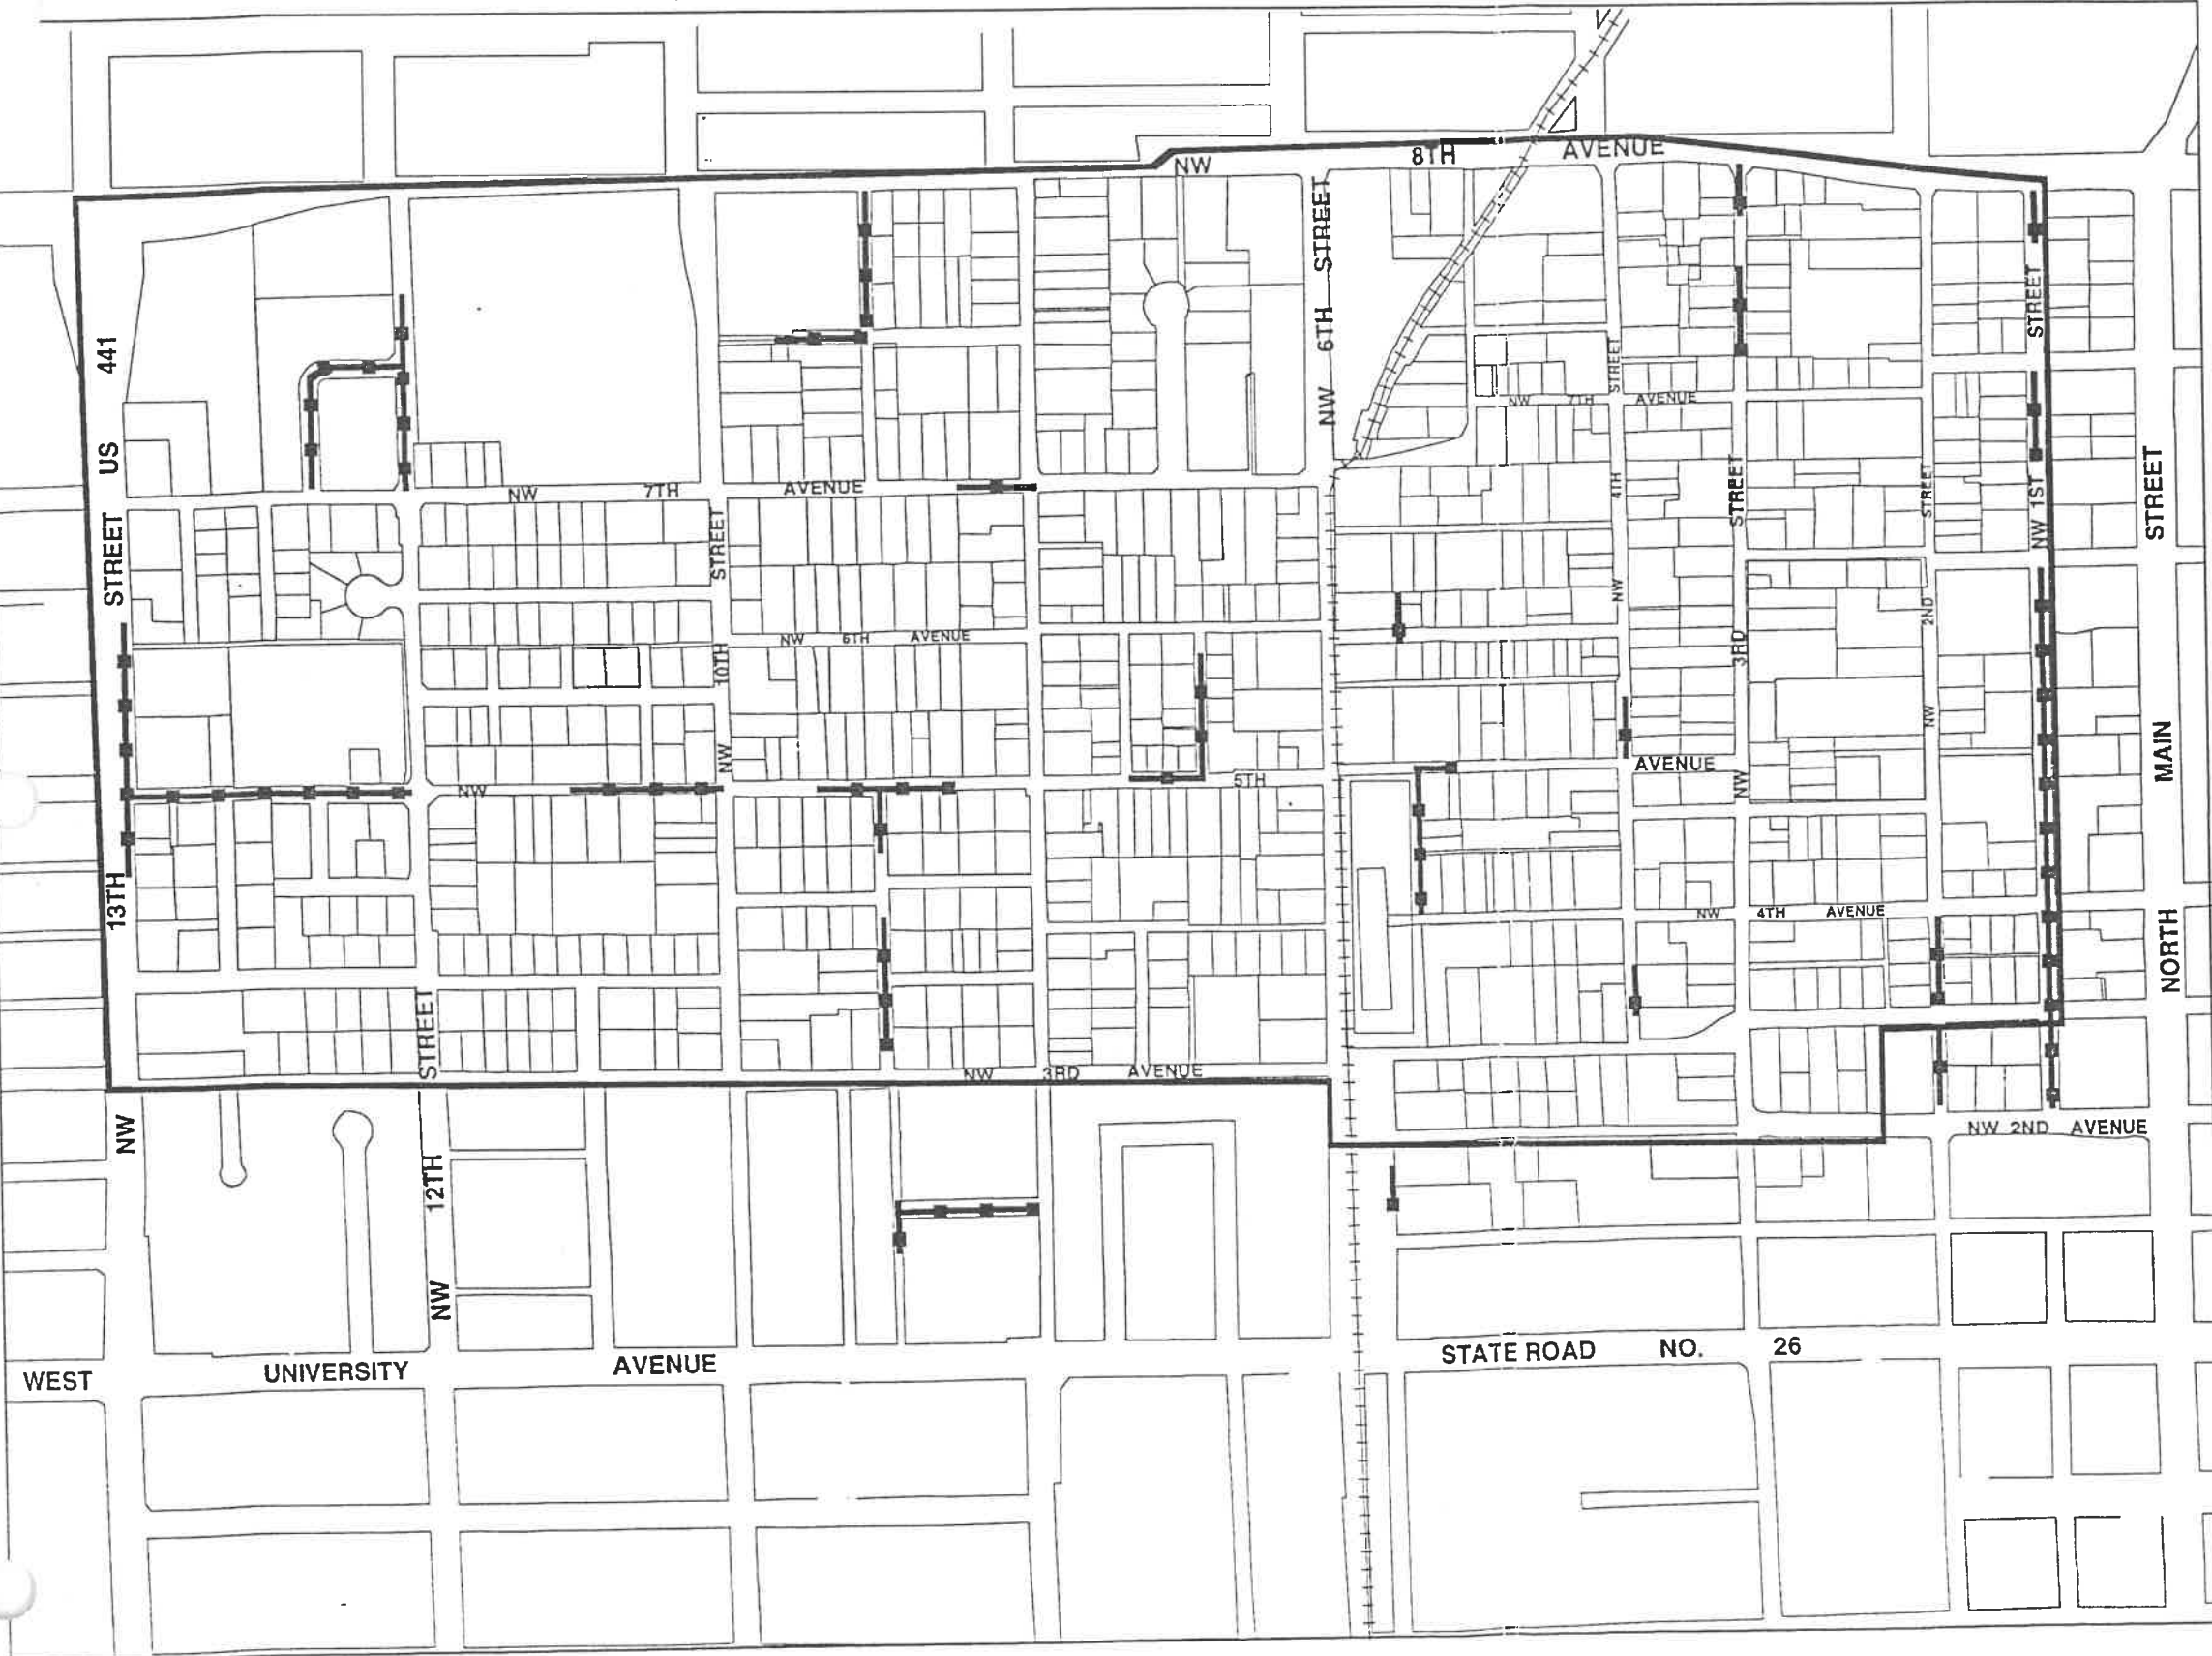 NW 8TH AVENUE
NW 6TH STREET
NW 13TH STREET US 441
NW 7TH AVENUE
NW 7TH AVENUE
NW 10TH STREET
NW 4TH STREET
NW 3RD STREET
NW 2ND STREET
NW 1ST STREET
NORTH MAIN STREET
NW 6TH AVENUE
NW 5TH AVENUE
NW 4TH AVENUE
NW 3RD AVENUE
NW 2ND AVENUE
NW 12TH STREET
WEST UNIVERSITY AVENUE
STATE ROAD NO. 26